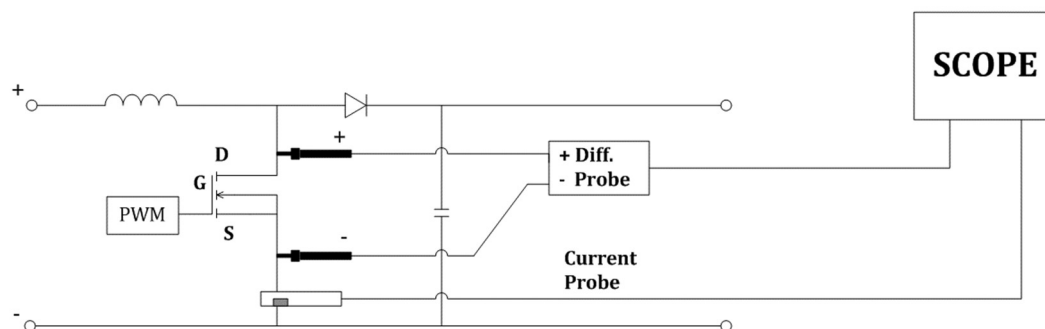 SCOPE
+
+
D
+ Diff.
- Probe
G
PWM
S
-
Current
Probe
-